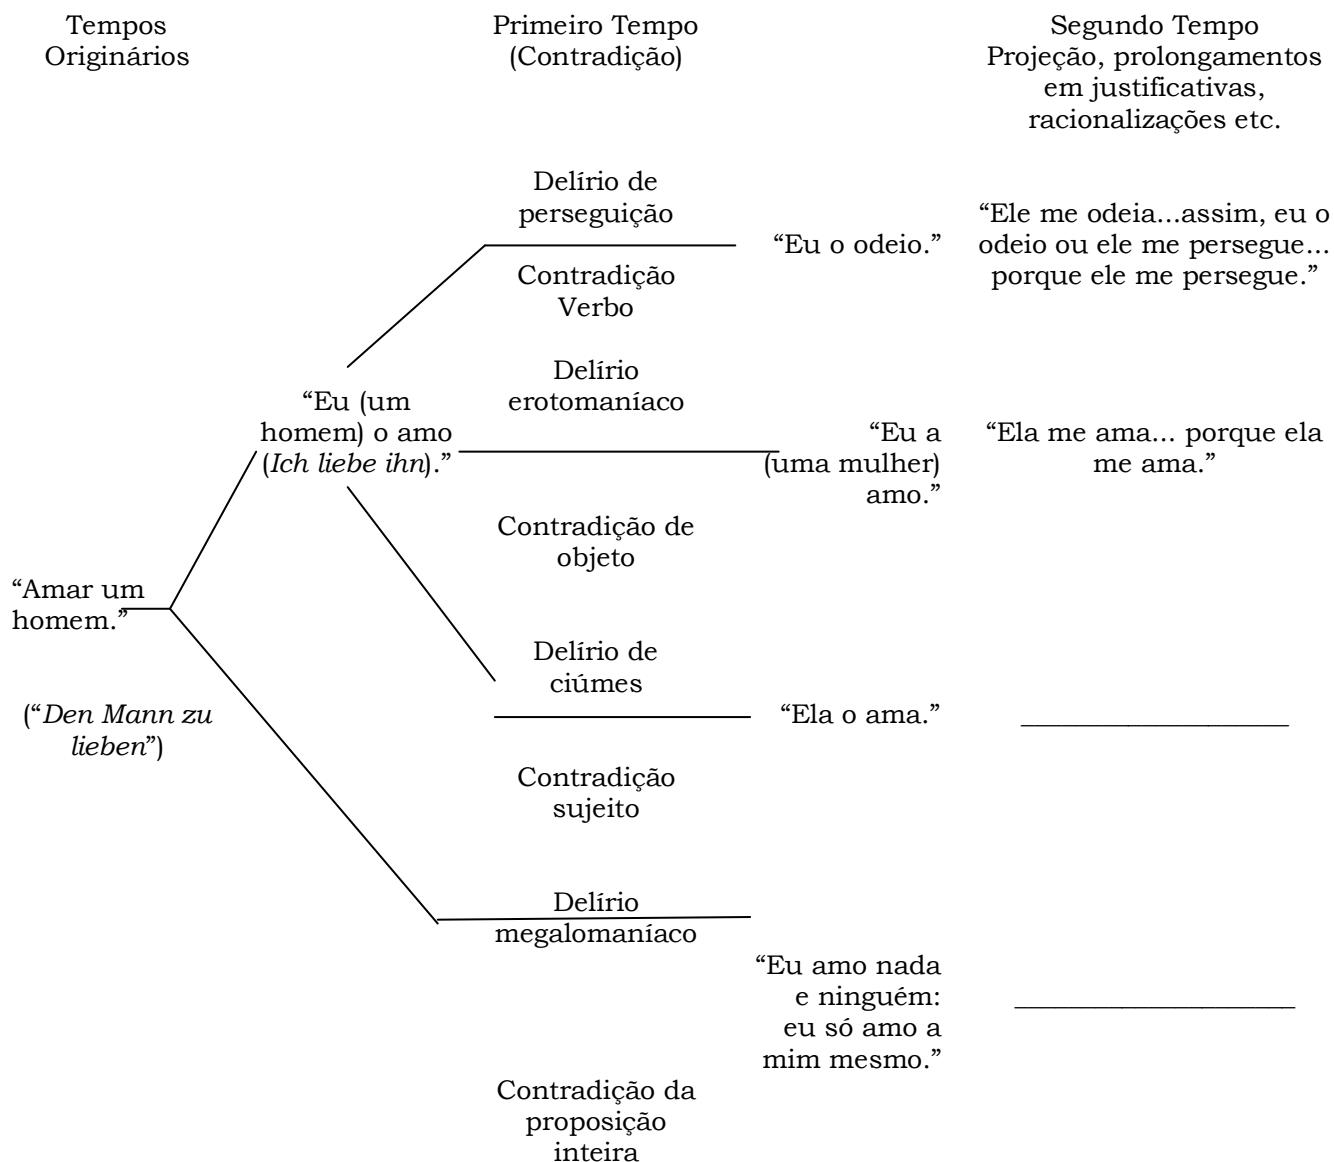 Tempos
Originários
Primeiro Tempo
(Contradição)
Segundo Tempo
Projeção, prolongamentos
em justificativas,
racionalizações etc.
Delírio de
perseguição
Contradição
Verbo
“Eu o odeio.”
“Ele me odeia...assim, eu o
odeio ou ele me persegue...
porque ele me persegue.”
“Eu (um
homem) o amo
(Ich liebe ihn).”
Delírio
erotomaníaco
Contradição de
objeto
“Eu a
(uma mulher)
amo.”
“Ela me ama... porque ela
me ama.”
“Amar um
homem.”
(“Den Mann zu
lieben”)
Delírio de
ciúmes
Contradição
sujeito
“Ela o ama.”
Delírio
megalomaníaco
“Eu amo nada
e ninguém:
eu só amo a
mim mesmo.”
Contradição da
proposição
inteira